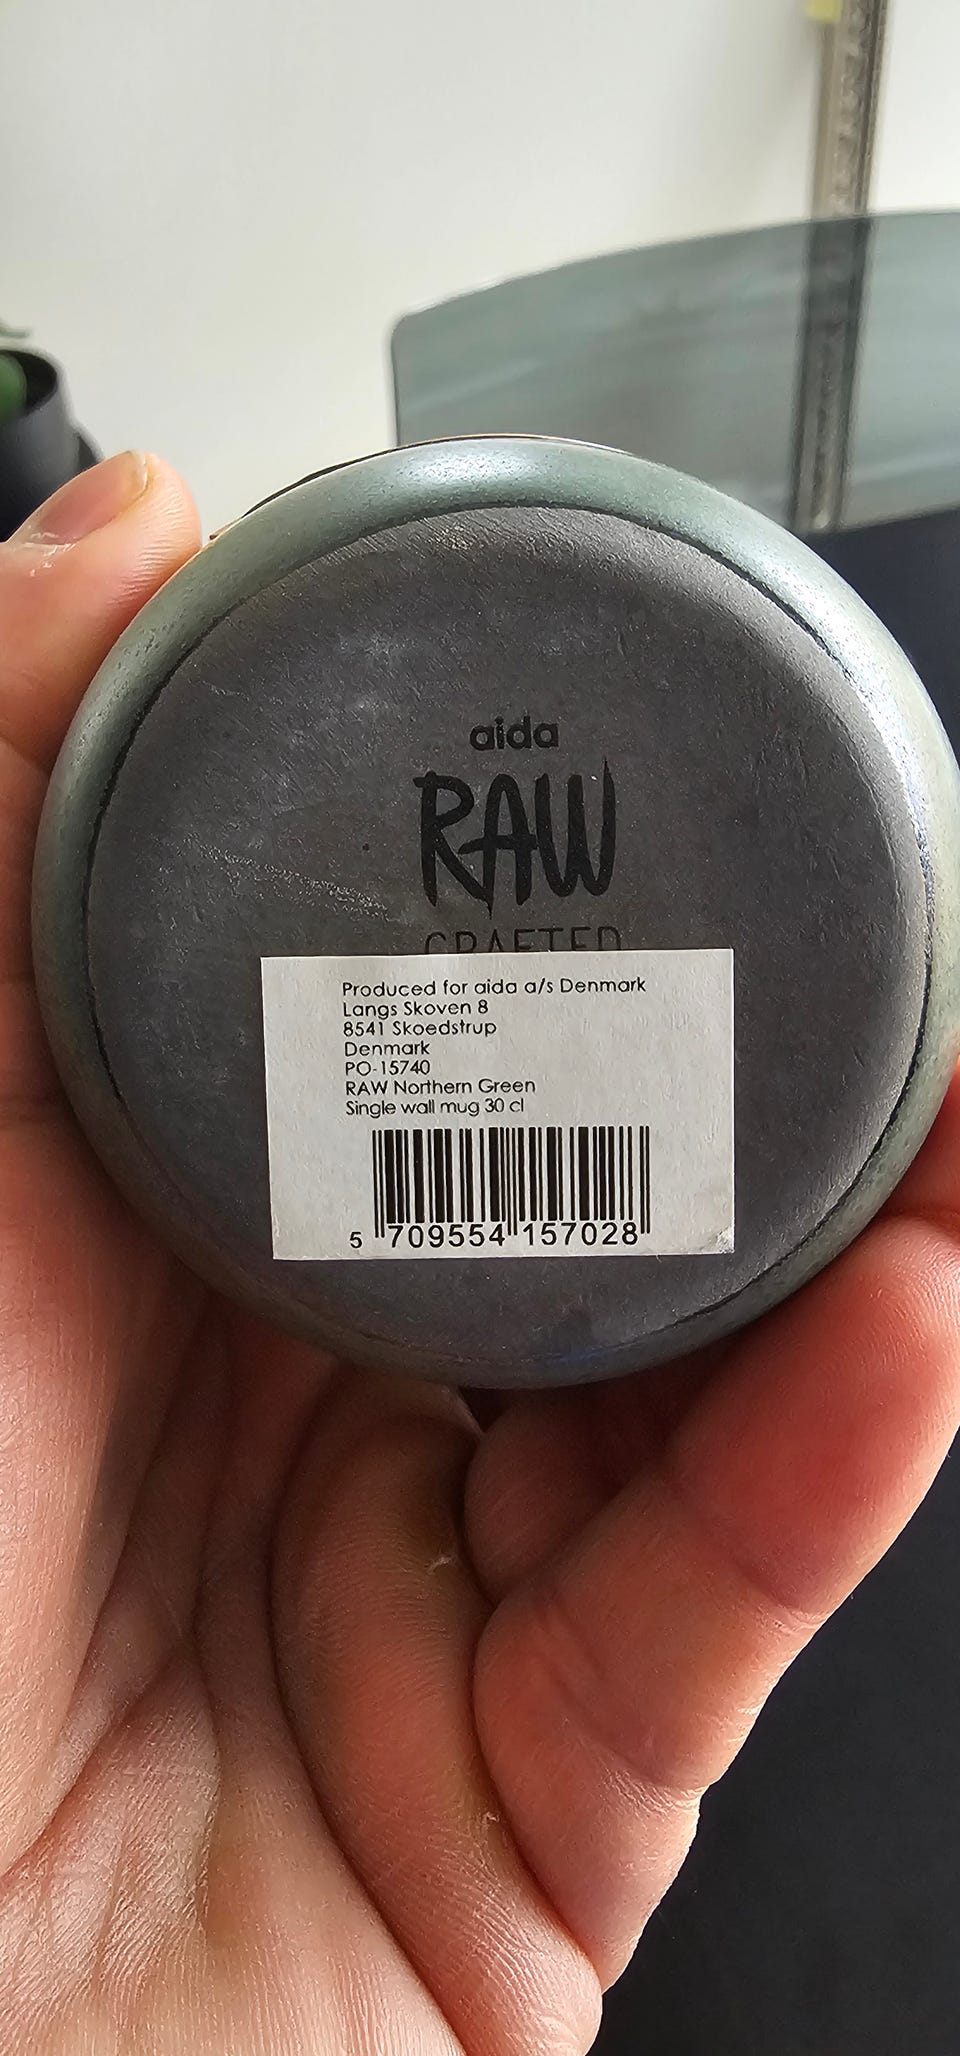 aida
RAW
CRAFTED
Produced for aida a/s Denmark
Langs Skoven 8
8541 Skoedstrup
Denmark
PO-15740
RAW Northern Green
Single wall mug 30 cl
5 709554 157028